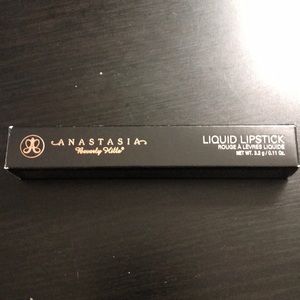 ANASTASIA
Beverly Hills®
LIQUID LIPSTICK
ROUGE À LÈVRES LIQUIDE
NET WT. 3.2 g / 0.11 Oz.